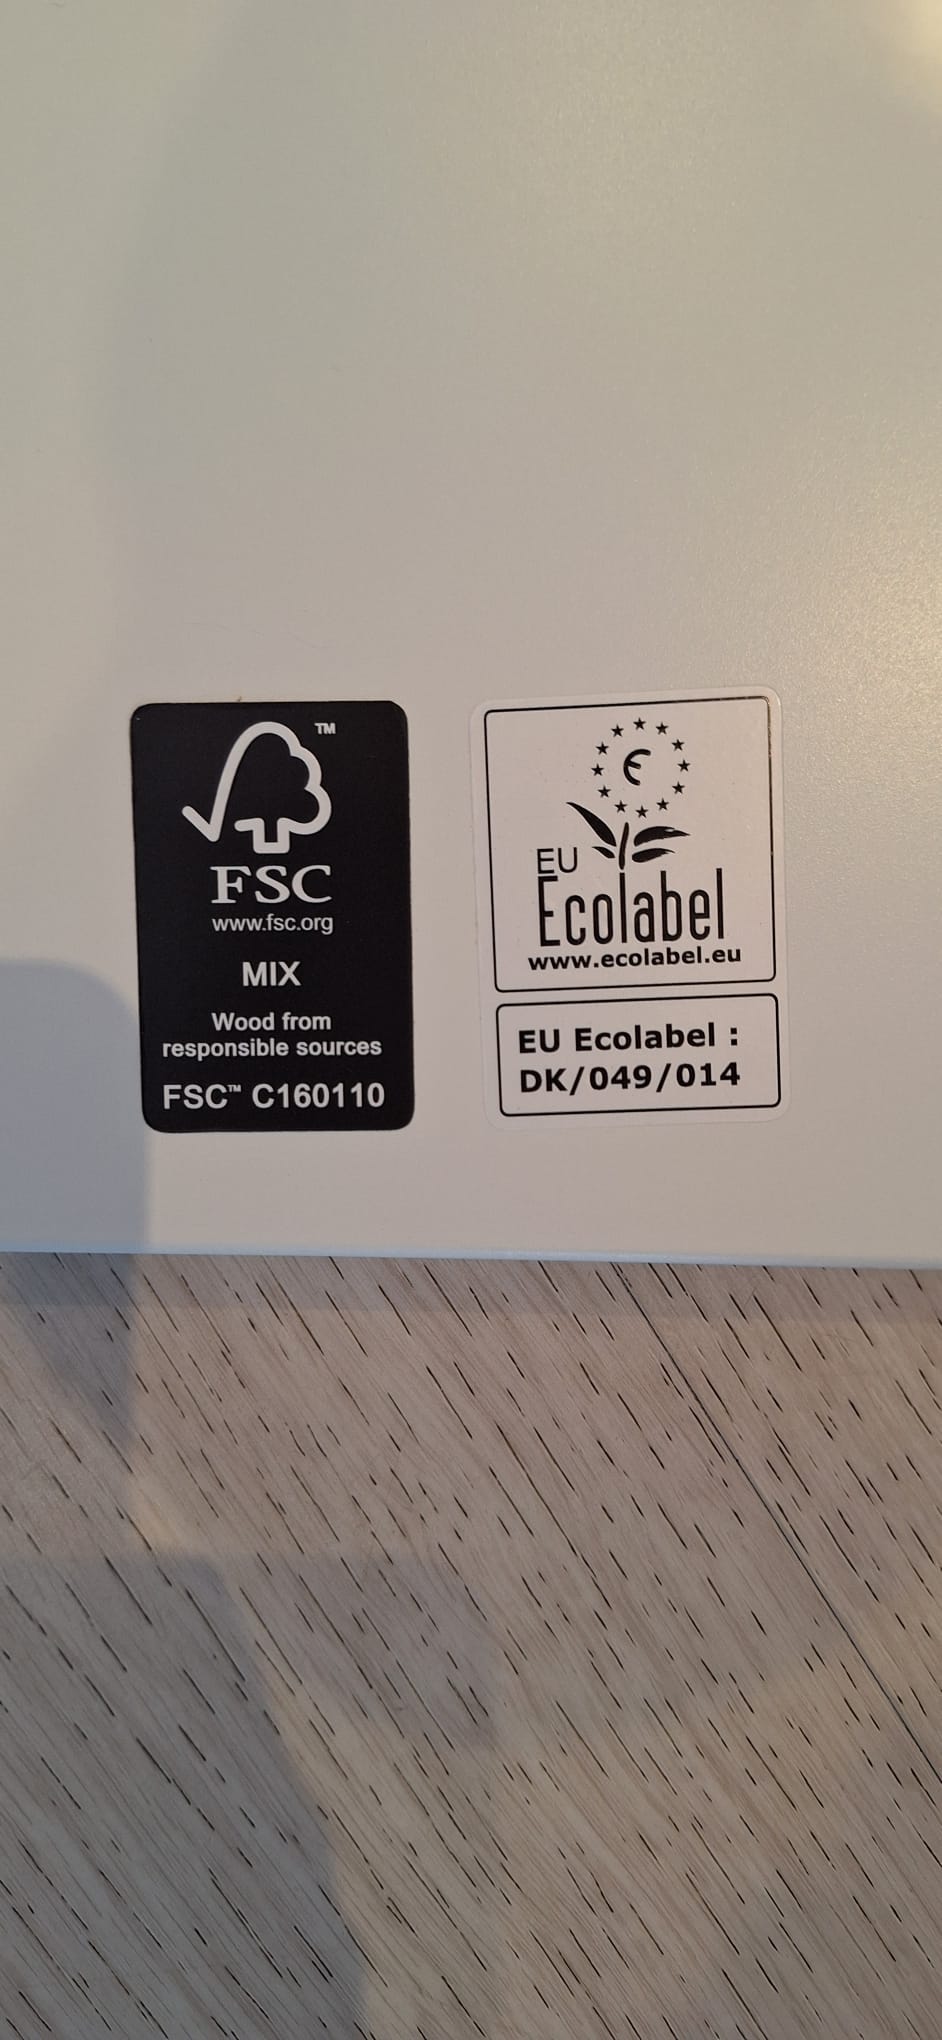 ™
FSC
www.fsc.org
MIX
Wood from
responsible sources
FSC™ C160110
EU
Ecolabel
www.ecolabel.eu
EU Ecolabel :
DK/049/014